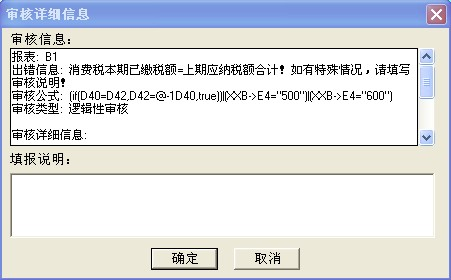 审核详细信息
审核信息：
报表: B1
出错信息: 消费税本期已缴税额=上期应纳税额合计！如有特殊情况，请填写
审核说明！
审核公式: (if(D40=D42,D42=@-1D40,true))||(XXB->E4="500")||(XXB->E4="600")
审核类型: 逻辑性审核
审核详细信息:
填报说明：
确定
取消